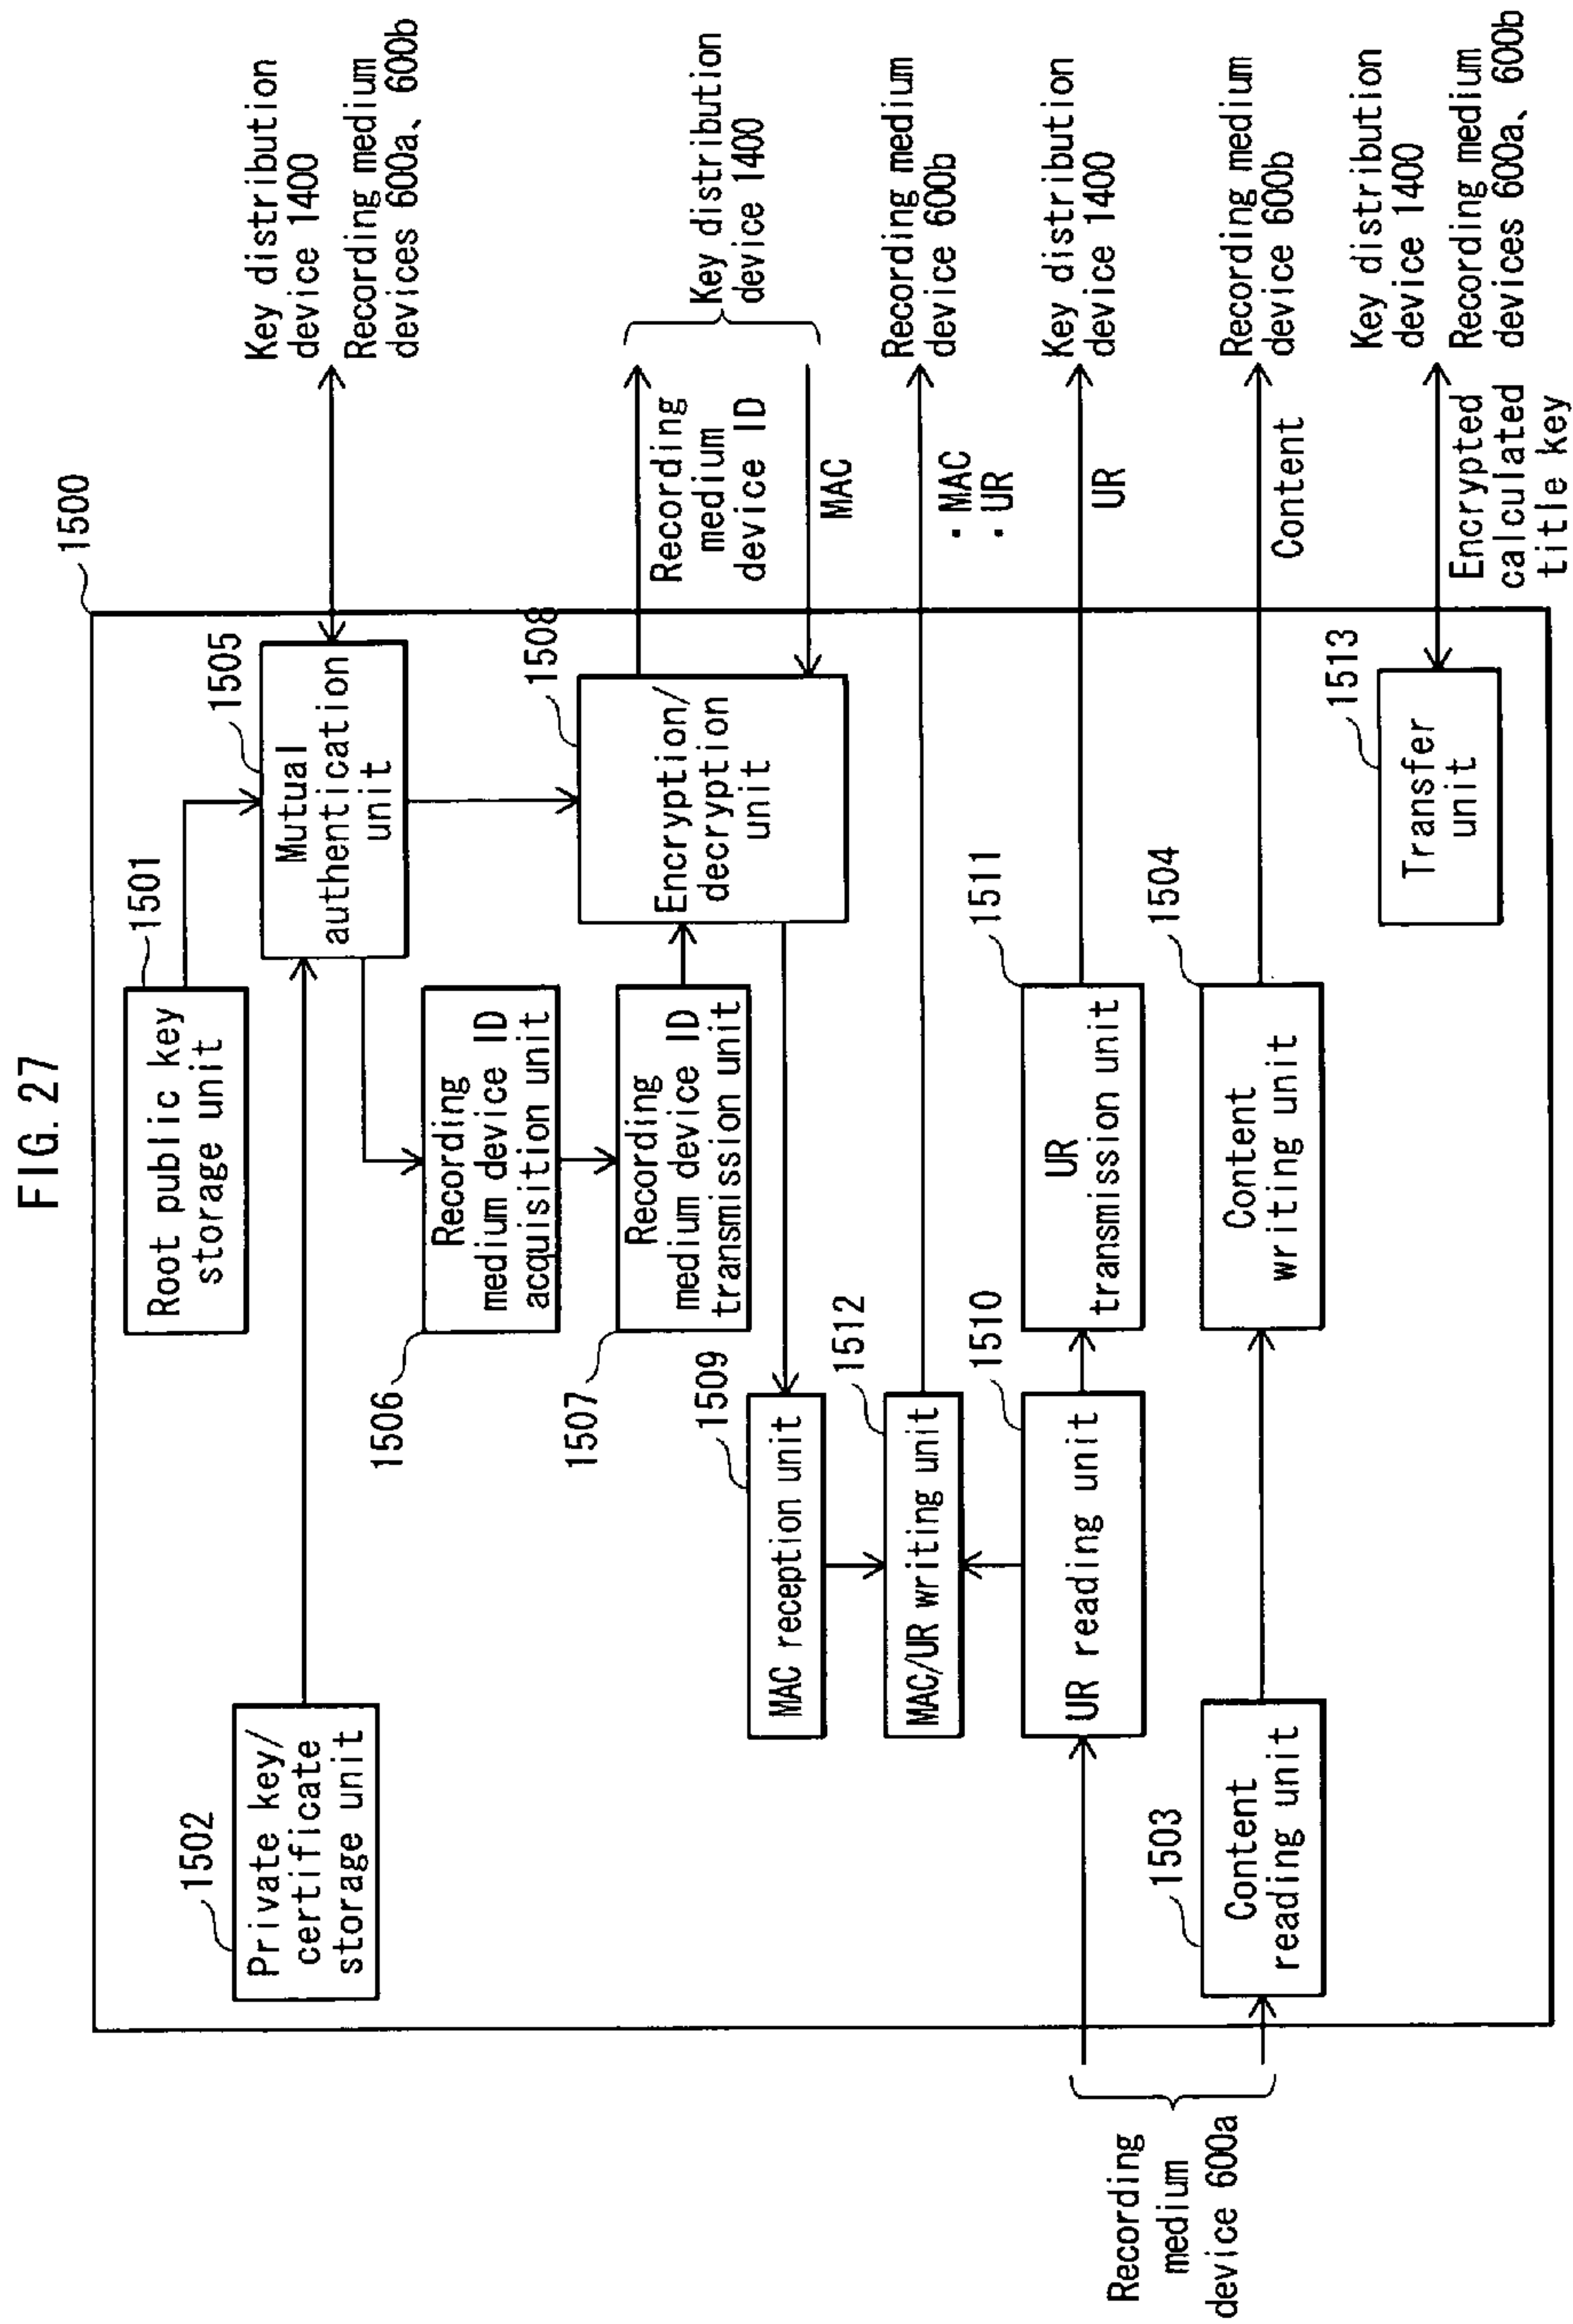 FIG. 27
1500
1501
Root public key
storage unit
1502
Private key/
certificate
storage unit
1505
Mutual
authentication
unit
Key distribution
device 1400
Recording medium
devices 600a、600b
1506
Recording
medium device ID
acquisition unit
1507
Recording
medium device ID
transmission unit
1508
Encryption/
decryption
unit
Recording
medium
device ID
MAC
Key distribution
device 1400
1509
MAC reception unit
1512
MAC/UR writing unit
・MAC
・UR
Recording medium
device 600b
1510
UR reading unit
1511
UR
transmission unit
UR
Key distribution
device 1400
1503
Content
reading unit
1504
Content
writing unit
Content
Recording medium
device 600b
Recording
medium
device 600a
1513
Transfer
unit
Encrypted
calculated
title key
Key distribution
device 1400
Recording medium
devices 600a、600b